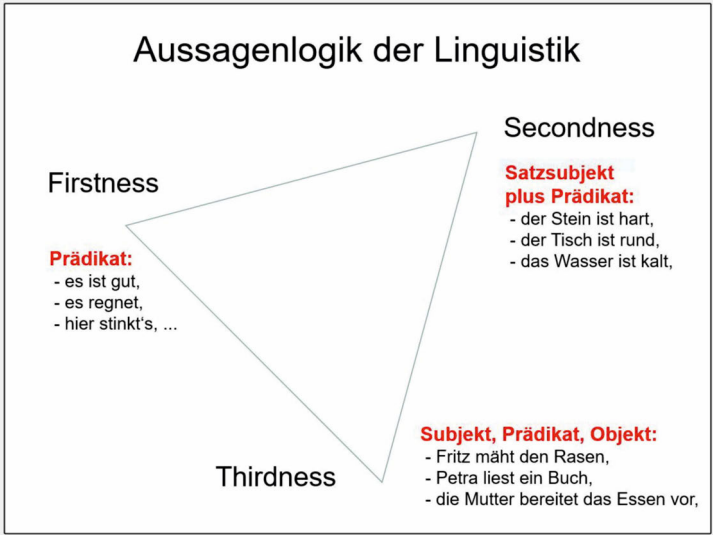 Aussagenlogik der Linguistik
Secondness
Satzsubjekt
plus Prädikat:
- der Stein ist hart,
- der Tisch ist rund,
- das Wasser ist kalt,
Firstness
Prädikat:
- es ist gut,
- es regnet,
- hier stinkt‘s, ...
Subjekt, Prädikat, Objekt:
- Fritz mäht den Rasen,
- Petra liest ein Buch,
- die Mutter bereitet das Essen vor,
Thirdness